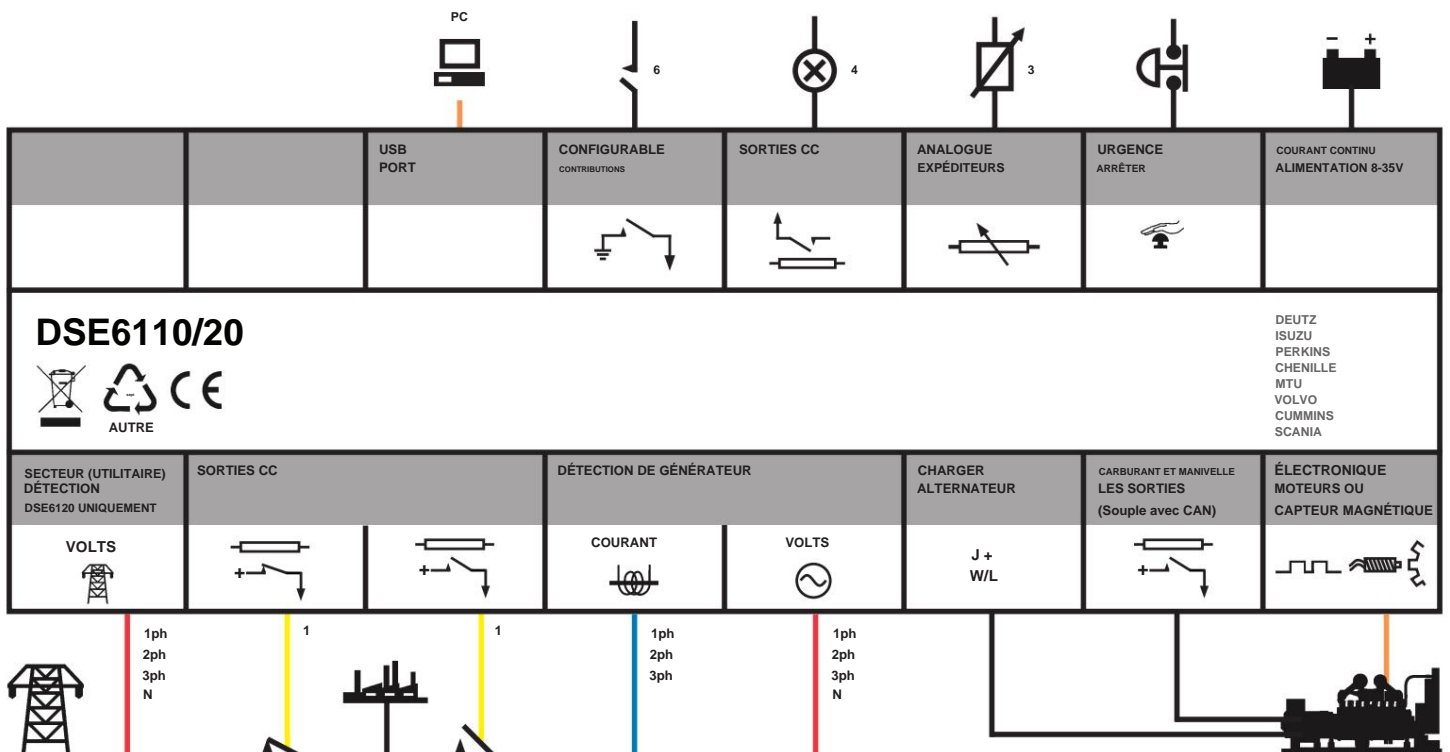 PC
6
4
3
- +
USB
PORT
CONFIGURABLE
CONTRIBUTIONS
SORTIES CC
ANALOGUE
EXPÉDITEURS
URGENCE
ARRÊTER
COURANT CONTINU
ALIMENTATION 8-35V
DSE6110/20
CE
AUTRE
DEUTZ
ISUZU
PERKINS
CHENILLE
MTU
VOLVO
CUMMINS
SCANIA
SECTEUR (UTILITAIRE)
DÉTECTION
DSE6120 UNIQUEMENT
SORTIES CC
DÉTECTION DE GÉNÉRATEUR
CHARGER
ALTERNATEUR
CARBURANT ET MANIVELLE
LES SORTIES
(Souple avec CAN)
ÉLECTRONIQUE
MOTEURS OU
CAPTEUR MAGNÉTIQUE
VOLTS
+
+
COURANT
VOLTS
J +
W/L
+
1ph
2ph
3ph
N
1
1
1ph
2ph
3ph
1ph
2ph
3ph
N